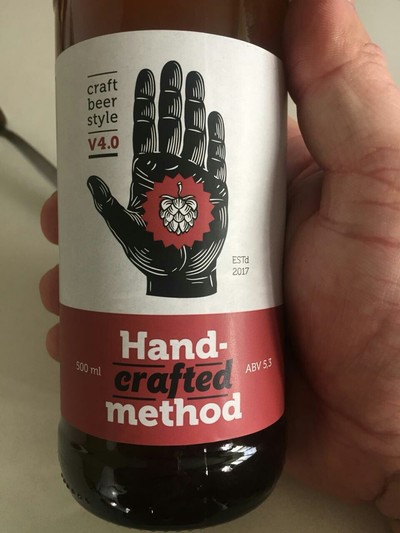 craft
beer
style
V4.0
ESTd
2017
Hand-
500 ml crafted ABV 5,3
method